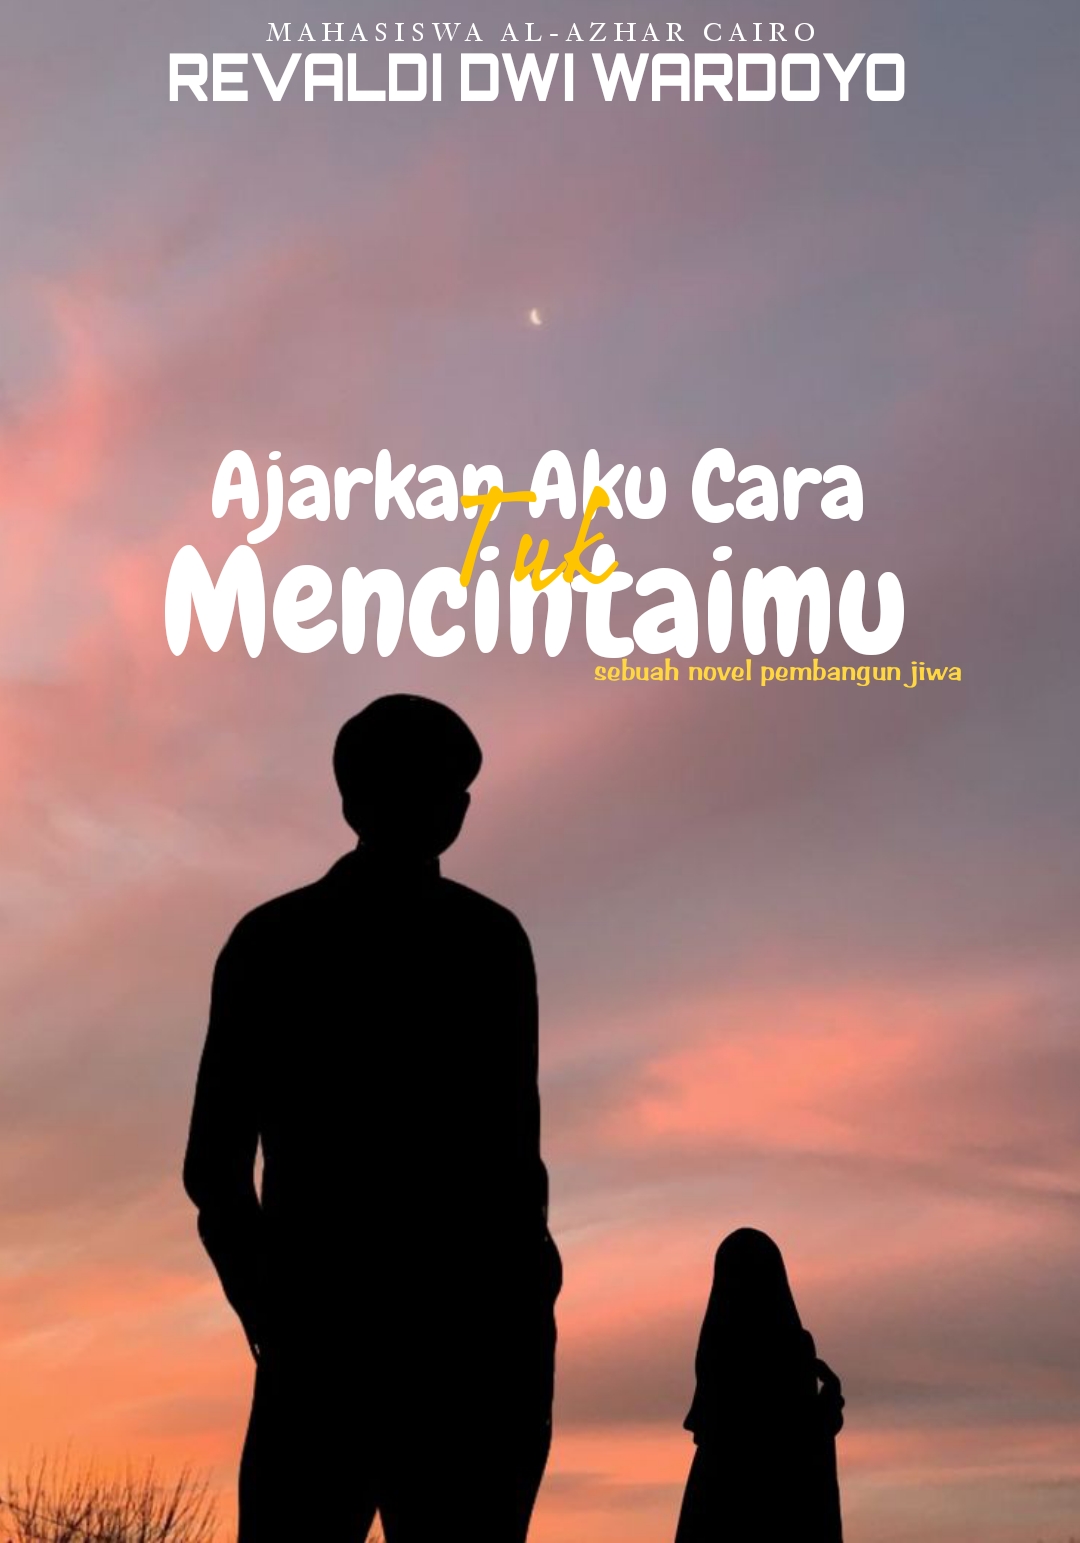 MAHASISWA AL-AZHAR CAIRO
REVALDI DWI WARDOYO
Ajarkan Aku Cara
Tuk
Mencintaimu
sebuah novel pembangun jiwa